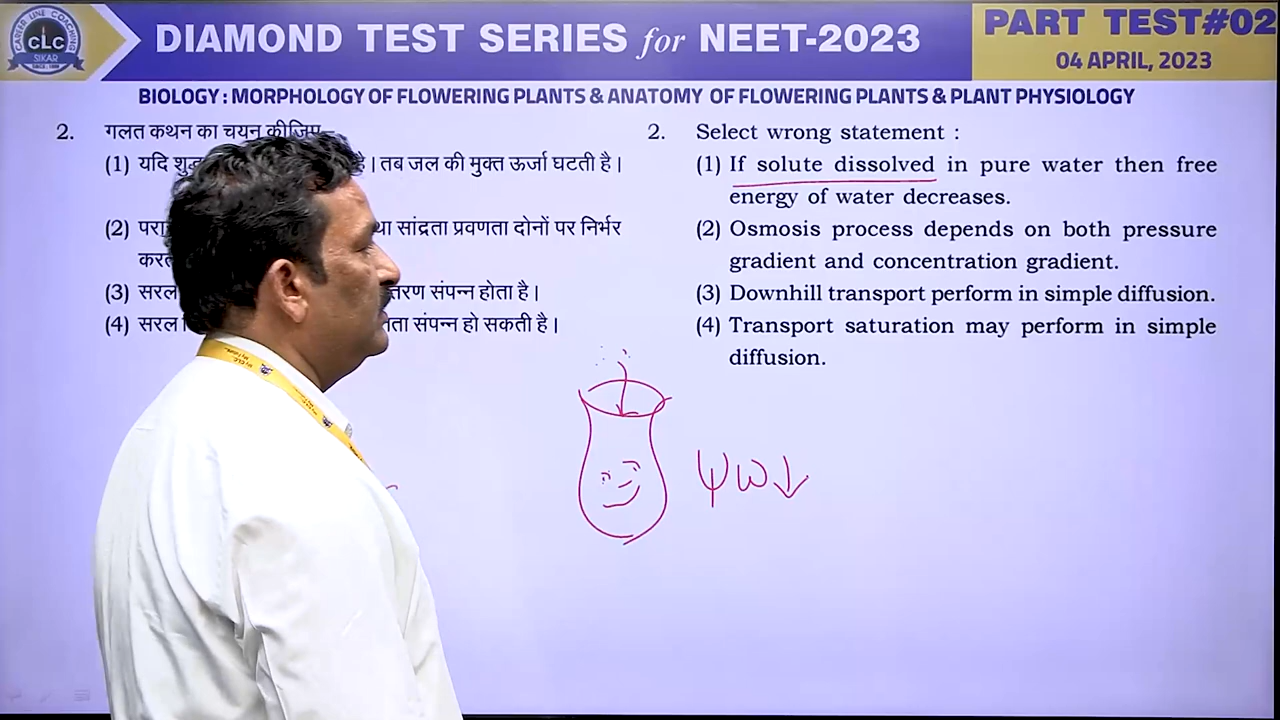 CAREER LINE COACHING
CLC
SIKAR
DIAMOND TEST SERIES for NEET-2023
PART TEST#02
04 APRIL, 2023
BIOLOGY : MORPHOLOGY OF FLOWERING PLANTS & ANATOMY OF FLOWERING PLANTS & PLANT PHYSIOLOGY
2. गलत कथन का चयन कीजिए
(1) यदि है। तब जल की मुक्त ऊर्जा घटती है।
(2) सांद्रता प्रवणता दोनों पर निर्भर
(3) सरल संपन्न होता है।
(4) सरल संपन्न हो सकती है।
2. Select wrong statement :
(1) If solute dissolved in pure water then free
energy of water decreases.
(2) Osmosis process depends on both pressure
gradient and concentration gradient.
(3) Downhill transport perform in simple diffusion.
(4) Transport saturation may perform in simple
diffusion.
ψω↓